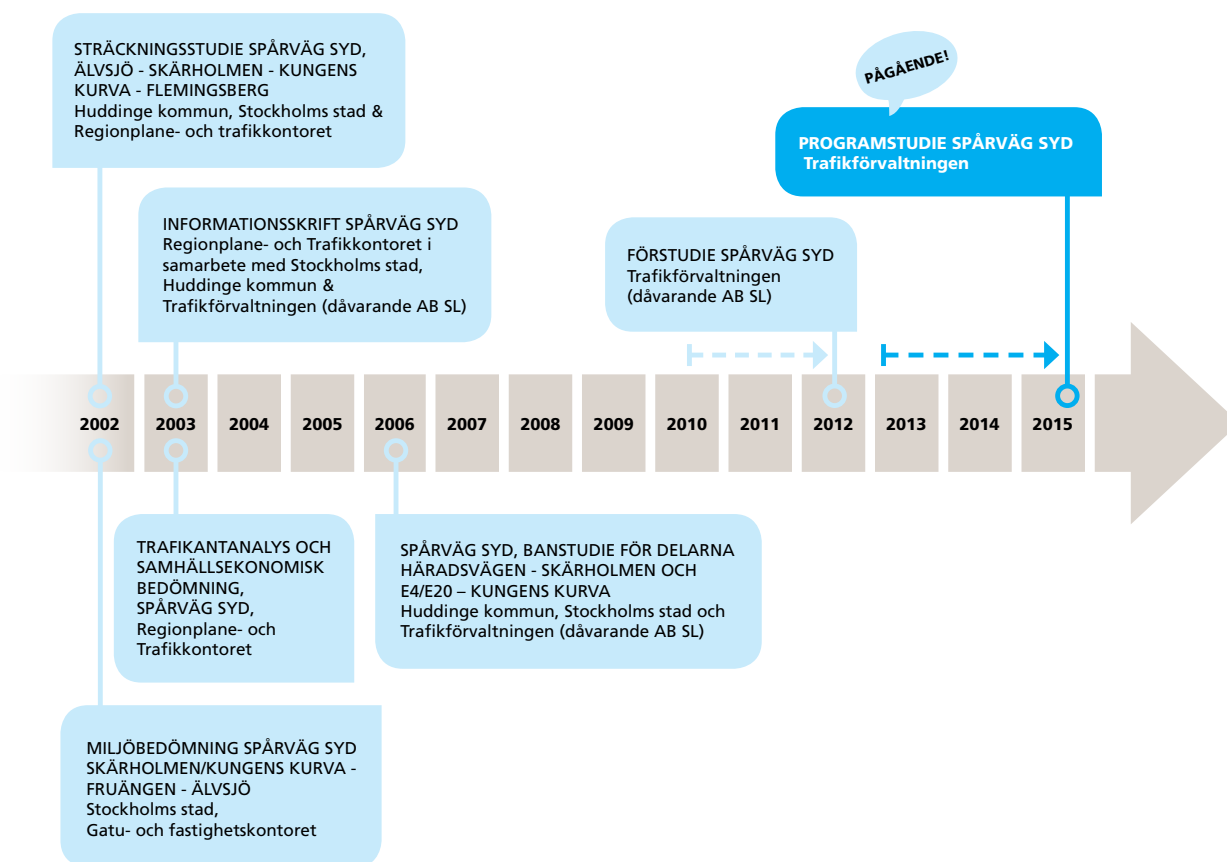 STRÄCKNINGSSTUDIE SPÅRVÄG SYD,
ÄLVSJÖ - SKÄRHOLMEN - KUNGENS
KURVA - FLEMINGSBERG
Huddinge kommun, Stockholms stad &
Regionplane- och trafikkontoret
PÅGÅENDE!
PROGRAMSTUDIE SPÅRVÄG SYD
Trafikförvaltningen
INFORMATIONSSKRIFT SPÅRVÄG SYD
Regionplane- och Trafikkontoret i
samarbete med Stockholms stad,
Huddinge kommun &
Trafikförvaltningen (dåvarande AB SL)
FÖRSTUDIE SPÅRVÄG SYD
Trafikförvaltningen
(dåvarande AB SL)
2002 2003 2004 2005 2006 2007 2008 2009 2010 2011 2012 2013 2014 2015
TRAFIKANTANALYS OCH
SAMHÄLLSEKONOMISK
BEDÖMNING,
SPÅRVÄG SYD,
Regionplane- och
Trafikkontoret
SPÅRVÄG SYD, BANSTUDIE FÖR DELARNA
HÄRADSVÄGEN - SKÄRHOLMEN OCH
E4/E20 – KUNGENS KURVA
Huddinge kommun, Stockholms stad och
Trafikförvaltningen (dåvarande AB SL)
MILJÖBEDÖMNING SPÅRVÄG SYD
SKÄRHOLMEN/KUNGENS KURVA -
FRUÄNGEN - ÄLVSJÖ
Stockholms stad,
Gatu- och fastighetskontoret